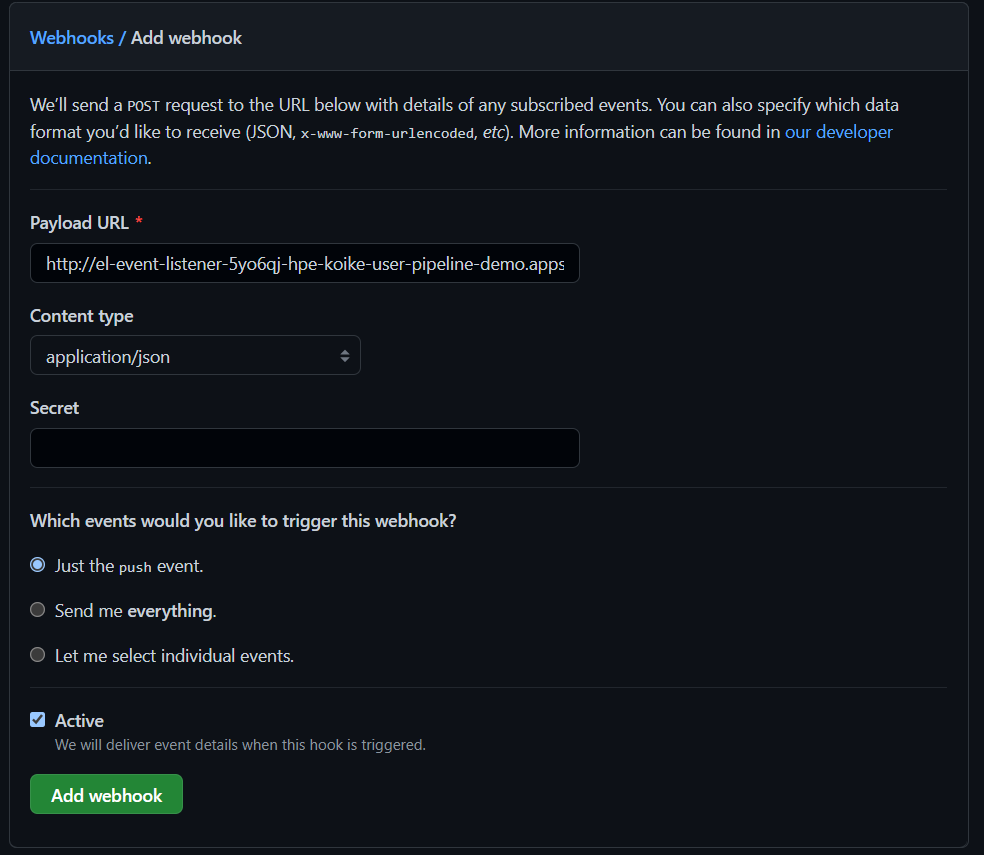 Webhooks / Add webhook
We’ll send a POST request to the URL below with details of any subscribed events. You can also specify which data
format you’d like to receive (JSON, x-www-form-urlencoded, etc). More information can be found in our developer
documentation.
Payload URL *
http://el-event-listener-5yo6qj-hpe-koike-user-pipeline-demo.apps
Content type
application/json
Secret
Which events would you like to trigger this webhook?
Just the push event.
Send me everything.
Let me select individual events.
Active
We will deliver event details when this hook is triggered.
Add webhook